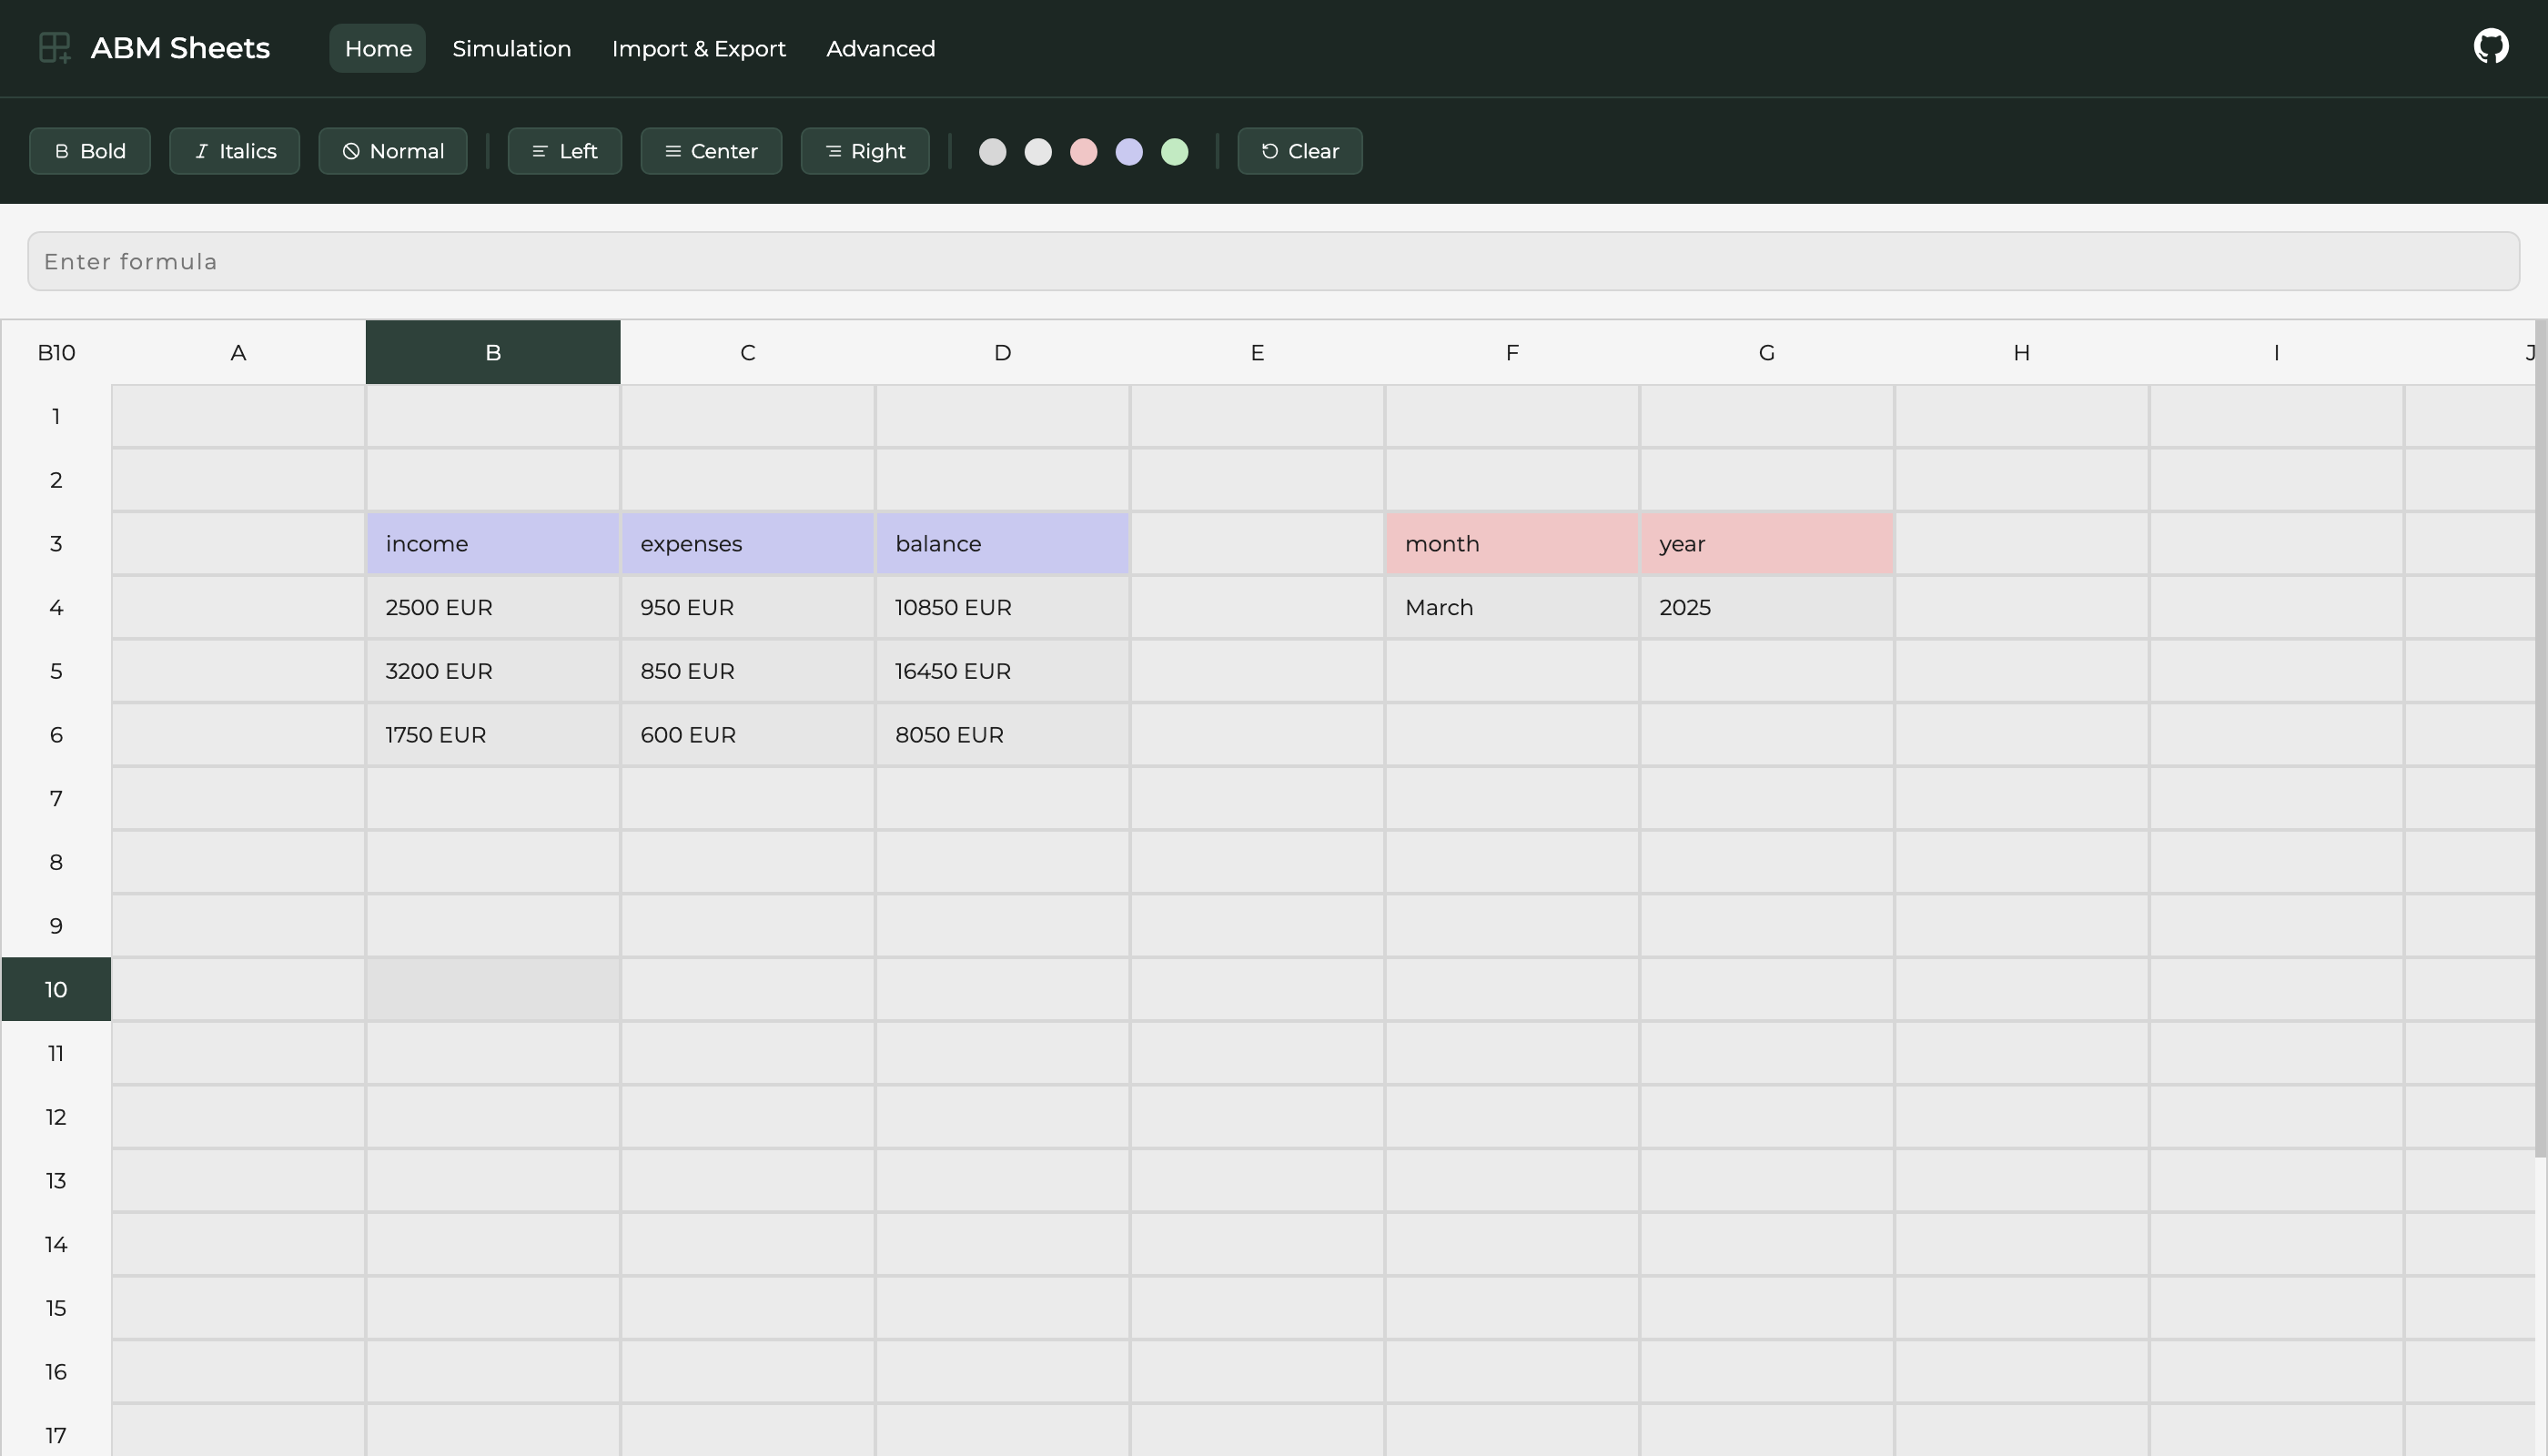 ABM Sheets Home Simulation Import & Export Advanced
Bold Italics Normal Left Center Right Clear
Enter formula
B10 A B C D E F G H I J
1
2
3 income expenses balance month year
4 2500 EUR 950 EUR 10850 EUR March 2025
5 3200 EUR 850 EUR 16450 EUR
6 1750 EUR 600 EUR 8050 EUR
7
8
9
10
11
12
13
14
15
16
17